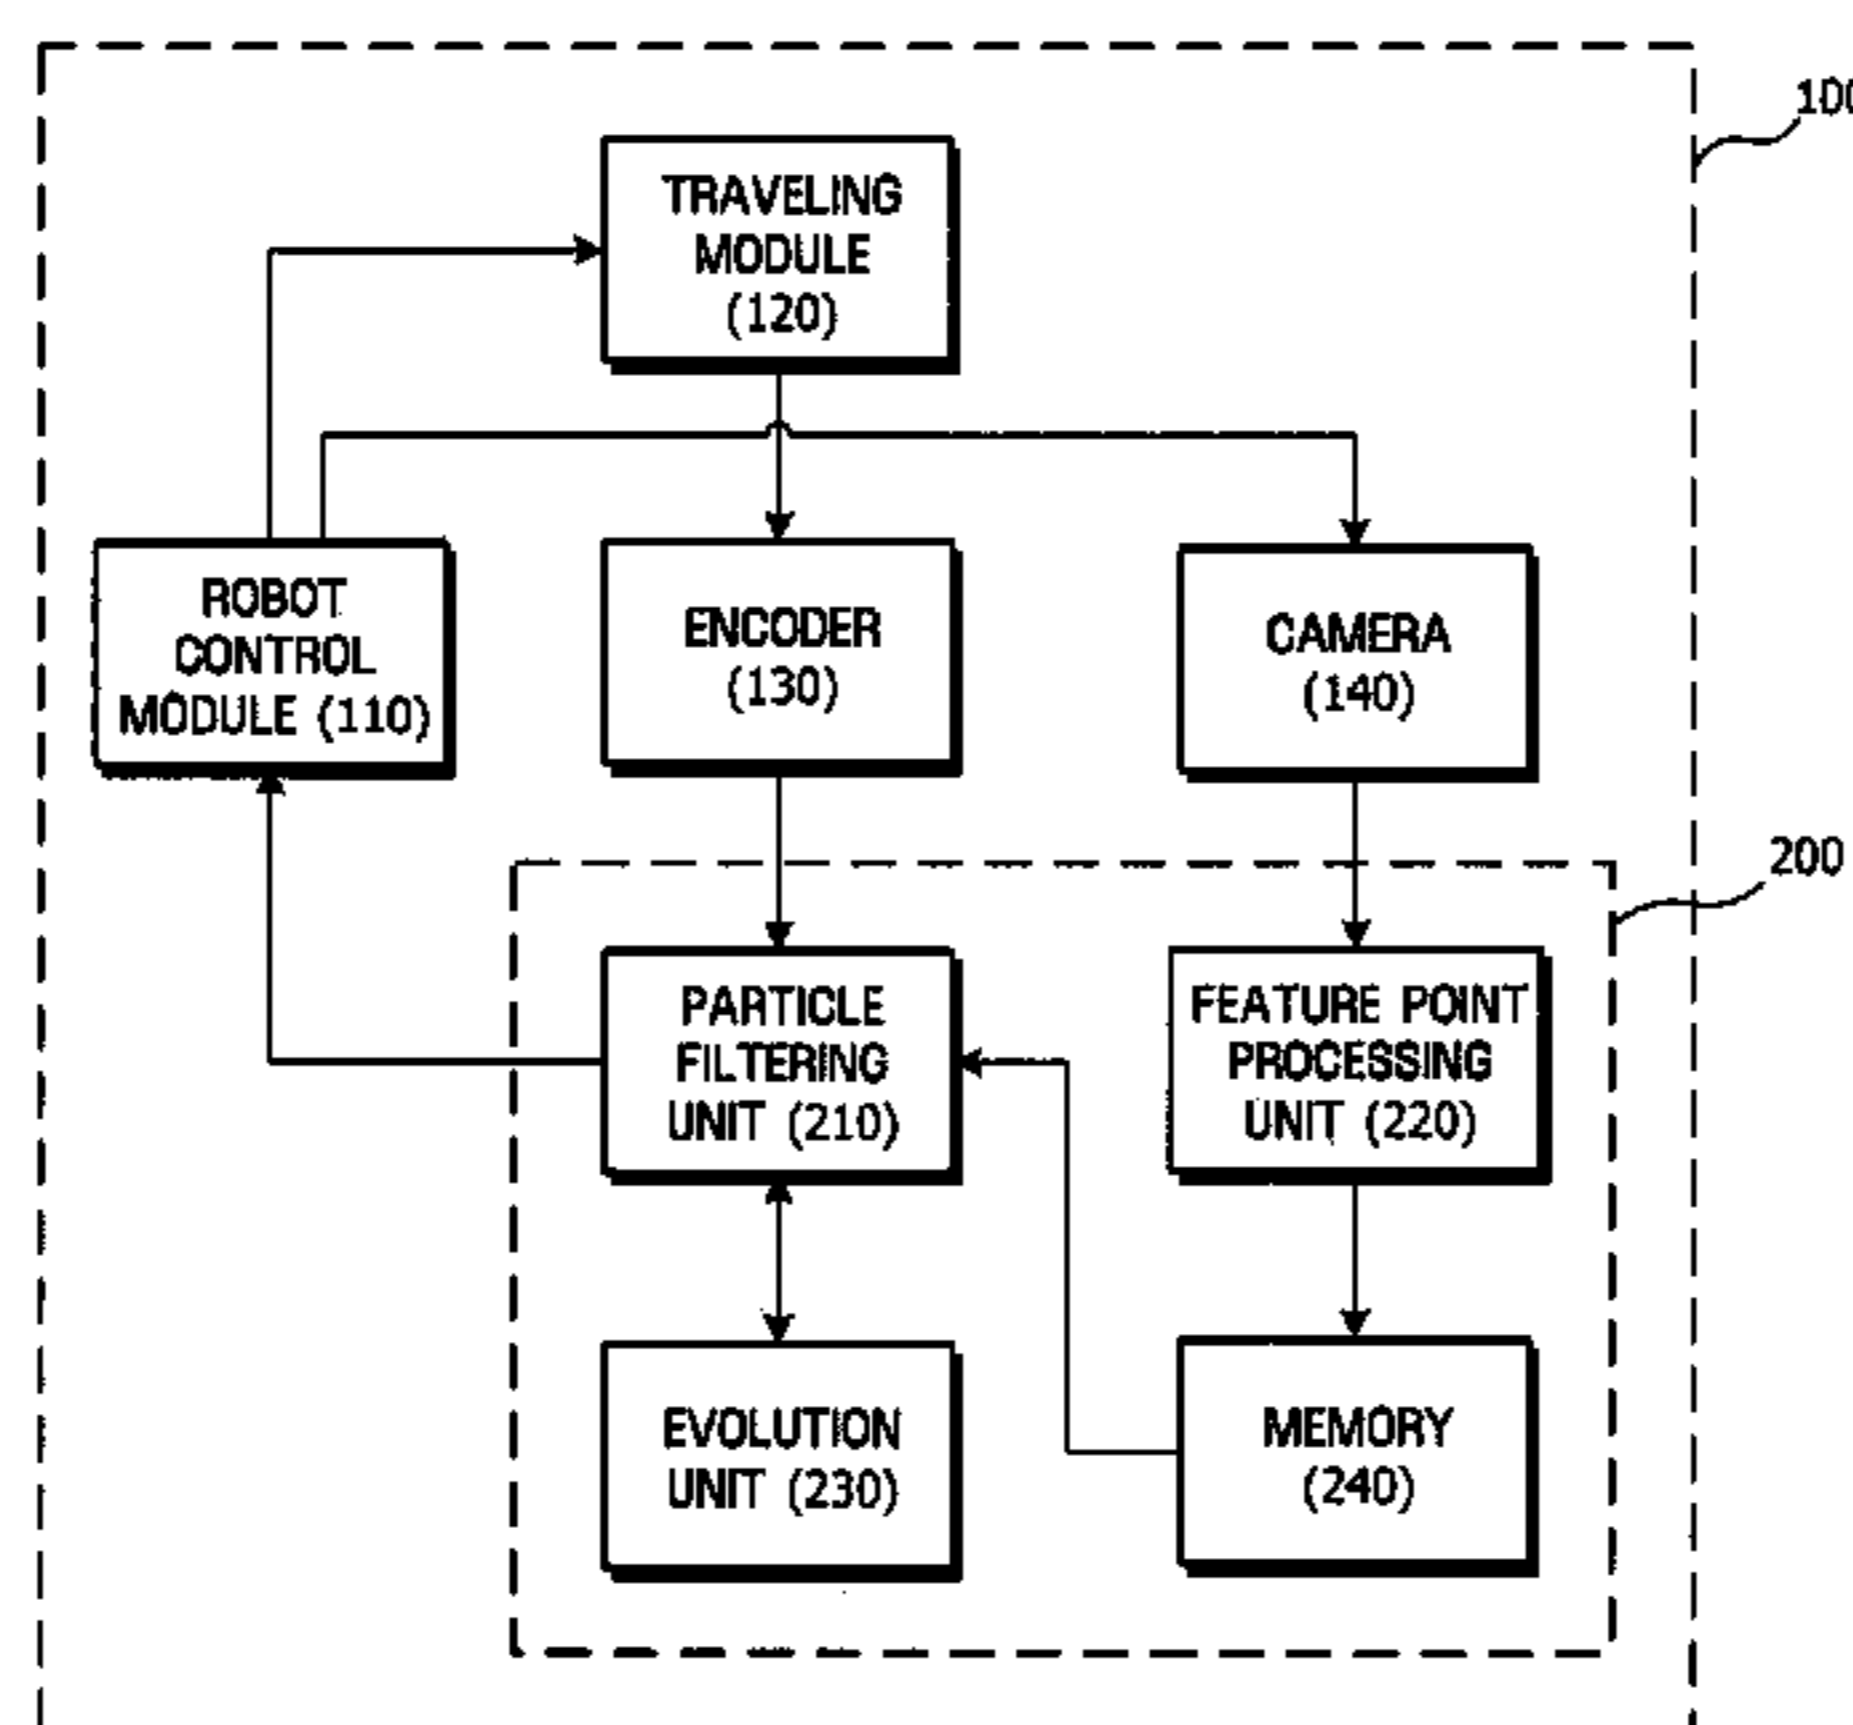 100
TRAVELING
MODULE
(120)
ROBOT
CONTROL
MODULE (110)
ENCODER
(130)
CAMERA
(140)
200
PARTICLE
FILTERING
UNIT (210)
FEATURE POINT
PROCESSING
UNIT (220)
EVOLUTION
UNIT (230)
MEMORY
(240)